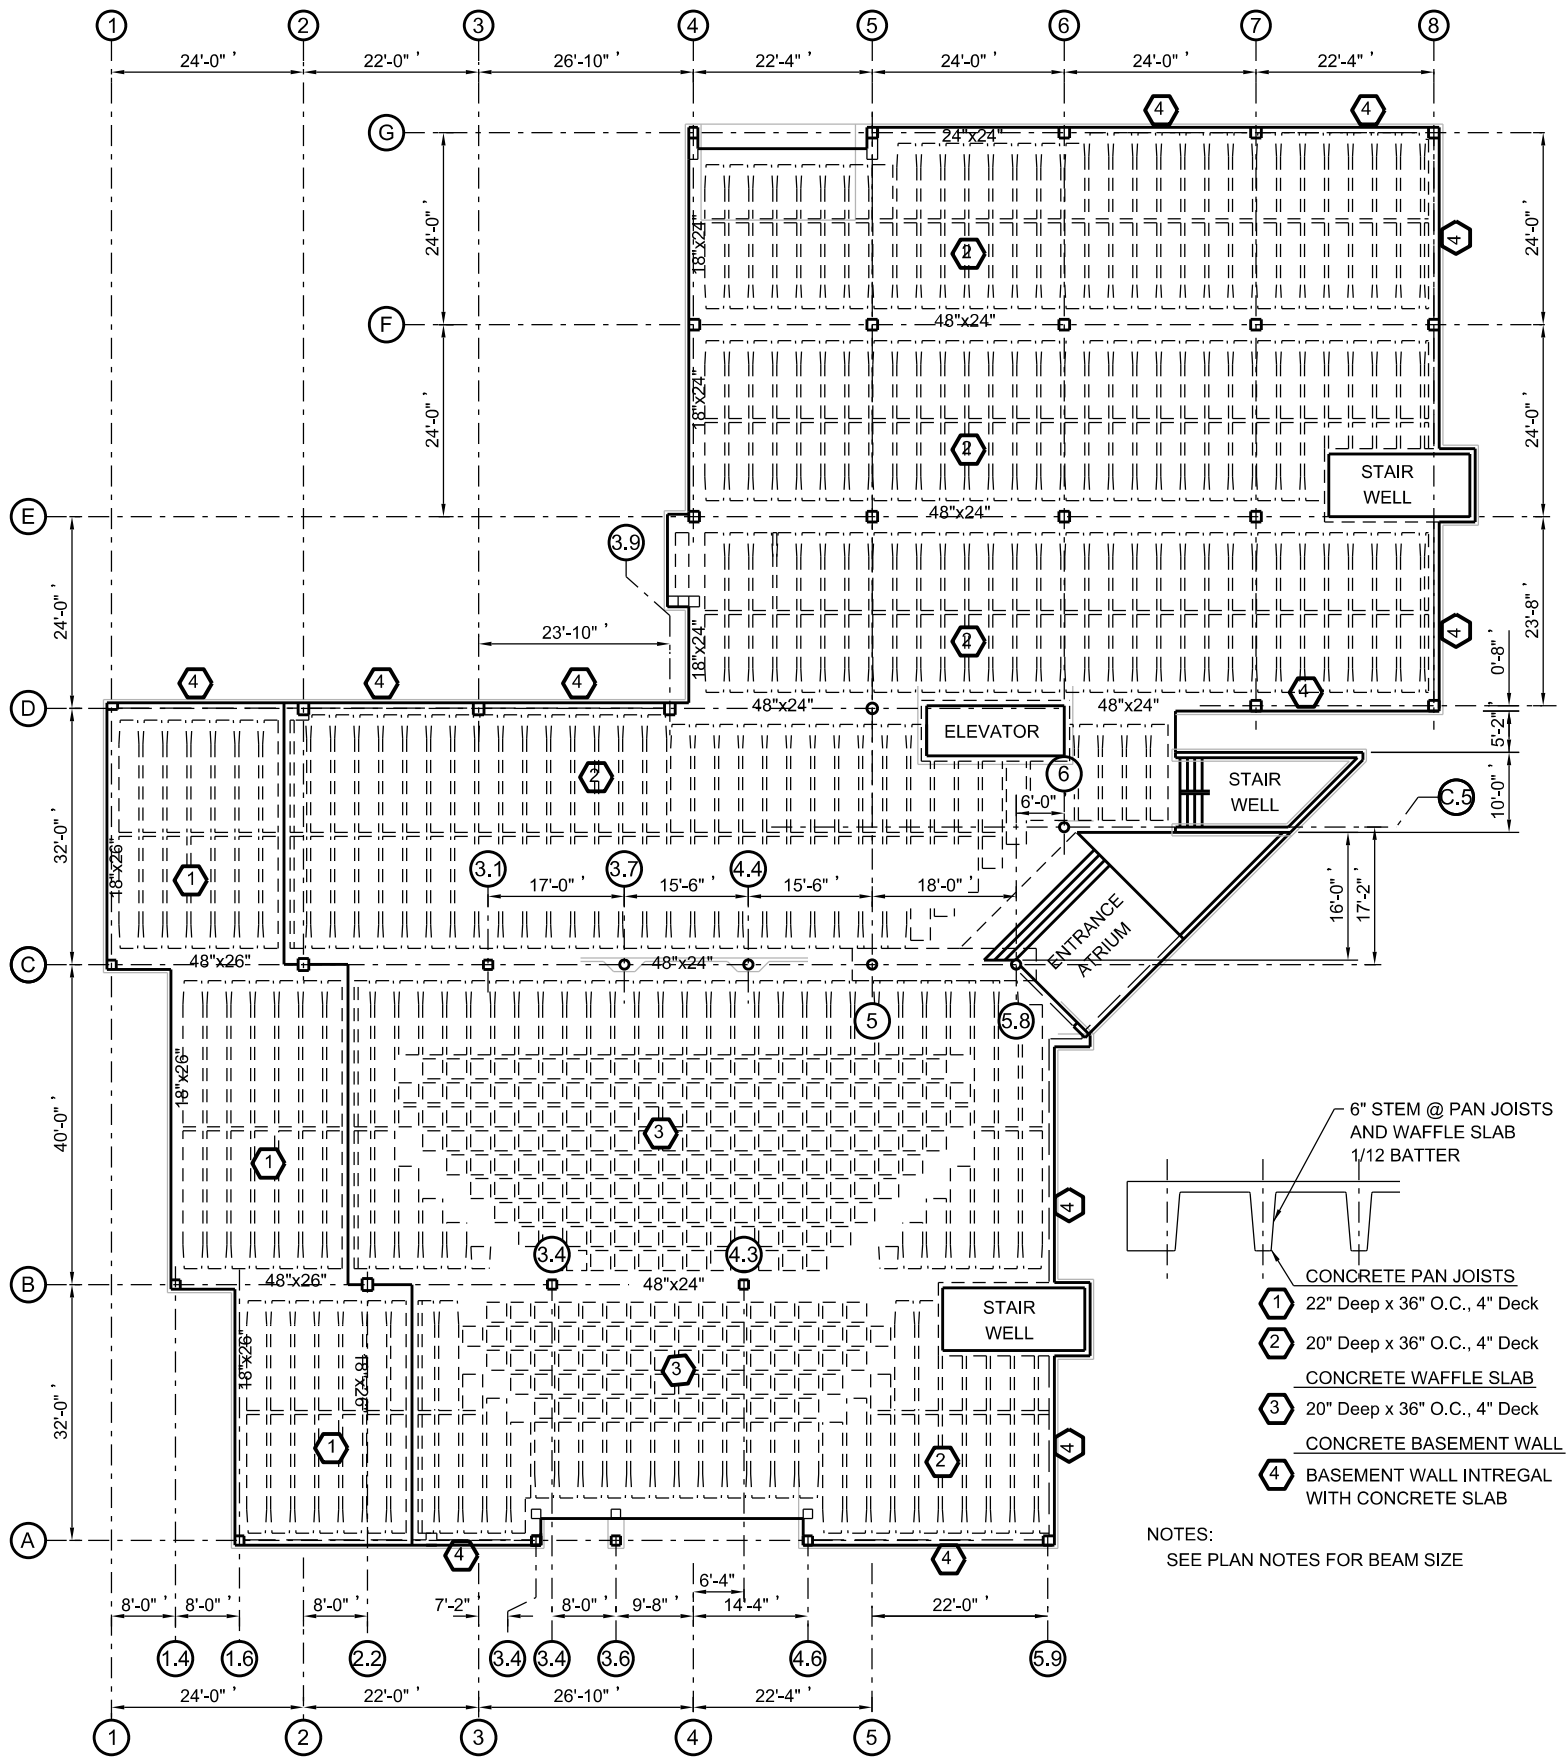 1 2 3 4 5 6 7 8
24'-0" ' 22'-0" ' 26'-10" ' 22'-4" ' 24'-0" ' 24'-0" ' 22'-4" '
4 4
G
24"x24"
24'-0" '
18"x24"
2
4
24'-0" '
F
48"x24"
24'-0" '
18"x24"
2
24'-0" '
STAIR
WELL
E
48"x24"
3.9
24'-0" '
23'-10" '
18"x24"
2
4
23'-8"
0'-8" '
4 4 4
4
D
48"x24"
48"x24"
ELEVATOR
5'-2" '
2
6
STAIR
WELL
10'-0" '
C.5
6'-0"
32'-0" '
18"x26"
1
3.1 3.7 4.4
17'-0" ' 15'-6" ' 15'-6" ' 18'-0" '
16'-0" '
17'-2" '
ENTRANCE
ATRIUM
C
48"x26"
48"x24"
5 5.8
18"x26"
40'-0" '
3
1
4
6" STEM @ PAN JOISTS
AND WAFFLE SLAB
1/12 BATTER
3.4 4.3
B
48"x26"
48"x24"
STAIR
WELL
CONCRETE PAN JOISTS
1 22" Deep x 36" O.C., 4" Deck
2 20" Deep x 36" O.C., 4" Deck
CONCRETE WAFFLE SLAB
3 20" Deep x 36" O.C., 4" Deck
CONCRETE BASEMENT WALL
4 BASEMENT WALL INTREGAL
WITH CONCRETE SLAB
18"x26"
18"x26"
3
32'-0" '
1
2
4
A
4 4
NOTES:
SEE PLAN NOTES FOR BEAM SIZE
6'-4"
8'-0" ' 8'-0" ' 8'-0" ' 7'-2" 8'-0" ' 9'-8" ' 14'-4" ' 22'-0" '
1.4 1.6 2.2 3.4 3.4 3.6 4.6 5.9
24'-0" ' 22'-0" ' 26'-10" ' 22'-4" '
1 2 3 4 5